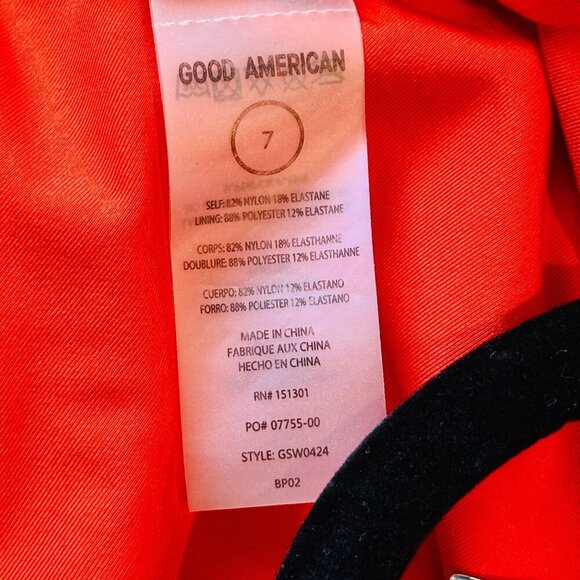 GOOD AMERICAN
7
SELF: 82% NYLON 18% ELASTANE
LINING: 88% POLYESTER 12% ELASTANE
CORPS: 82% NYLON 18% ELASTHANNE
DOUBLURE: 88% POLYESTER 12% ELASTHANNE
CUERPO: 82% NYLON 12% ELASTANO
FORRO: 88% POLIESTER 12% ELASTANO
MADE IN CHINA
FABRIQUE AUX CHINA
HECHO EN CHINA
RN# 151301
PO# 07755-00
STYLE: GSW0424
BP02